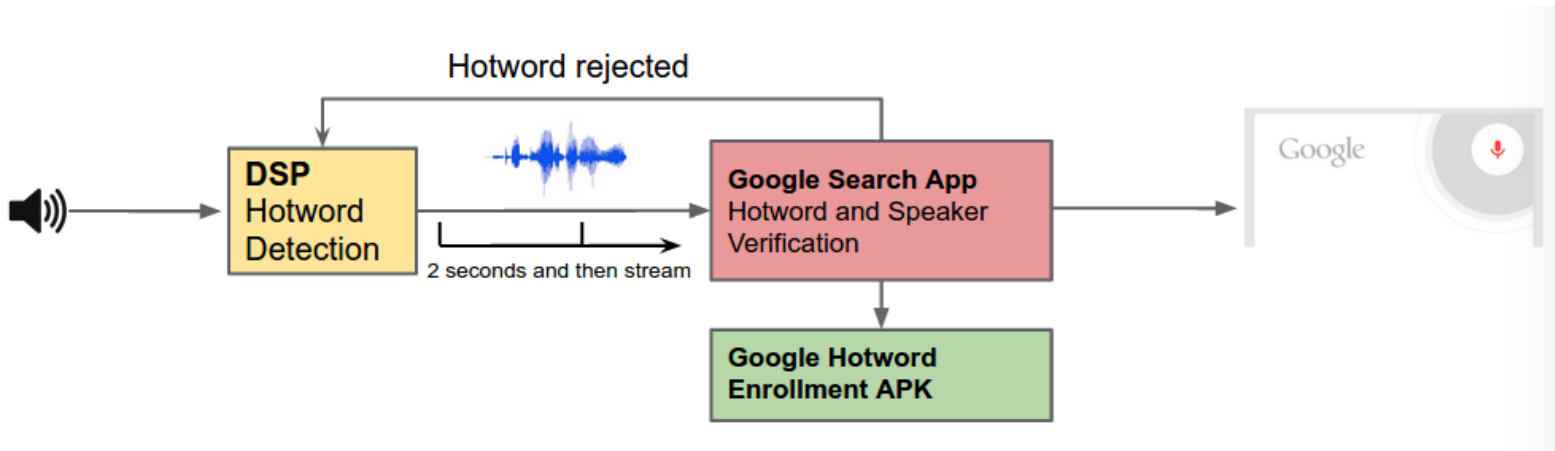 Hotword rejected
DSP
Hotword
Detection
2 seconds and then stream
Google Search App
Hotword and Speaker
Verification
Google Hotword
Enrollment APK
Google